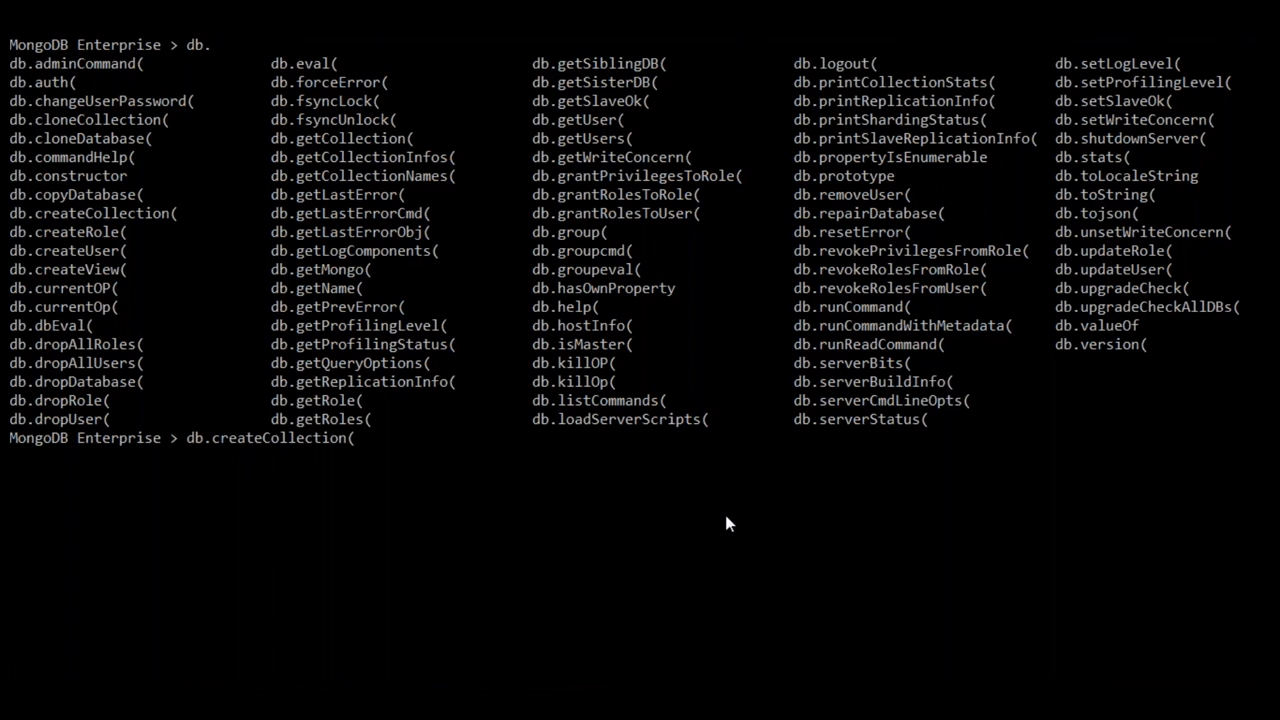 MongoDB Enterprise > db.
db.adminCommand( db.eval( db.getSiblingDB( db.logout( db.setLogLevel(
db.auth( db.forceError( db.getSisterDB( db.printCollectionStats( db.setProfilingLevel(
db.changeUserPassword( db.fsyncLock( db.getSlaveOk( db.printReplicationInfo( db.setSlaveOk(
db.cloneCollection( db.fsyncUnlock( db.getUser( db.printShardingStatus( db.setWriteConcern(
db.cloneDatabase( db.getCollection( db.getUsers( db.printSlaveReplicationInfo( db.shutdownServer(
db.commandHelp( db.getCollectionInfos( db.getWriteConcern( db.propertyIsEnumerable db.stats(
db.constructor db.getCollectionNames( db.grantPrivilegesToRole( db.prototype db.toLocaleString
db.copyDatabase( db.getLastError( db.grantRolesToRole( db.removeUser( db.toString(
db.createCollection( db.getLastErrorCmd( db.grantRolesToUser( db.repairDatabase( db.tojson(
db.createRole( db.getLastErrorObj( db.group( db.resetError( db.unsetWriteConcern(
db.createUser( db.getLogComponents( db.groupcmd( db.revokePrivilegesFromRole( db.updateRole(
db.createView( db.getMongo( db.groupeval( db.revokeRolesFromRole( db.updateUser(
db.currentOP( db.getName( db.hasOwnProperty db.revokeRolesFromUser( db.upgradeCheck(
db.currentOp( db.getPrevError( db.help( db.runCommand( db.upgradeCheckAllDBs(
db.dbEval( db.getProfilingLevel( db.hostInfo( db.runCommandWithMetadata( db.valueOf
db.dropAllRoles( db.getProfilingStatus( db.isMaster( db.runReadCommand( db.version(
db.dropAllUsers( db.getQueryOptions( db.killOP( db.serverBits(
db.dropDatabase( db.getReplicationInfo( db.killOp( db.serverBuildInfo(
db.dropRole( db.getRole( db.listCommands( db.serverCmdLineOpts(
db.dropUser( db.getRoles( db.loadServerScripts( db.serverStatus(
MongoDB Enterprise > db.createCollection(